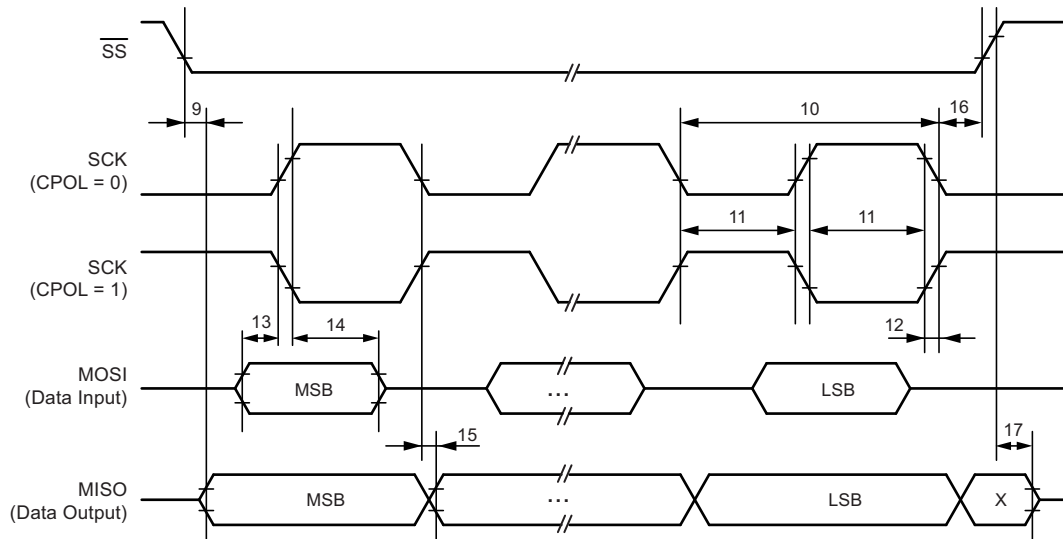 SS
9
10
16
SCK
(CPOL = 0)
11
11
SCK
(CPOL = 1)
13
14
12
MOSI
(Data Input)
MSB
...
LSB
15
17
MISO
(Data Output)
MSB
...
LSB
X